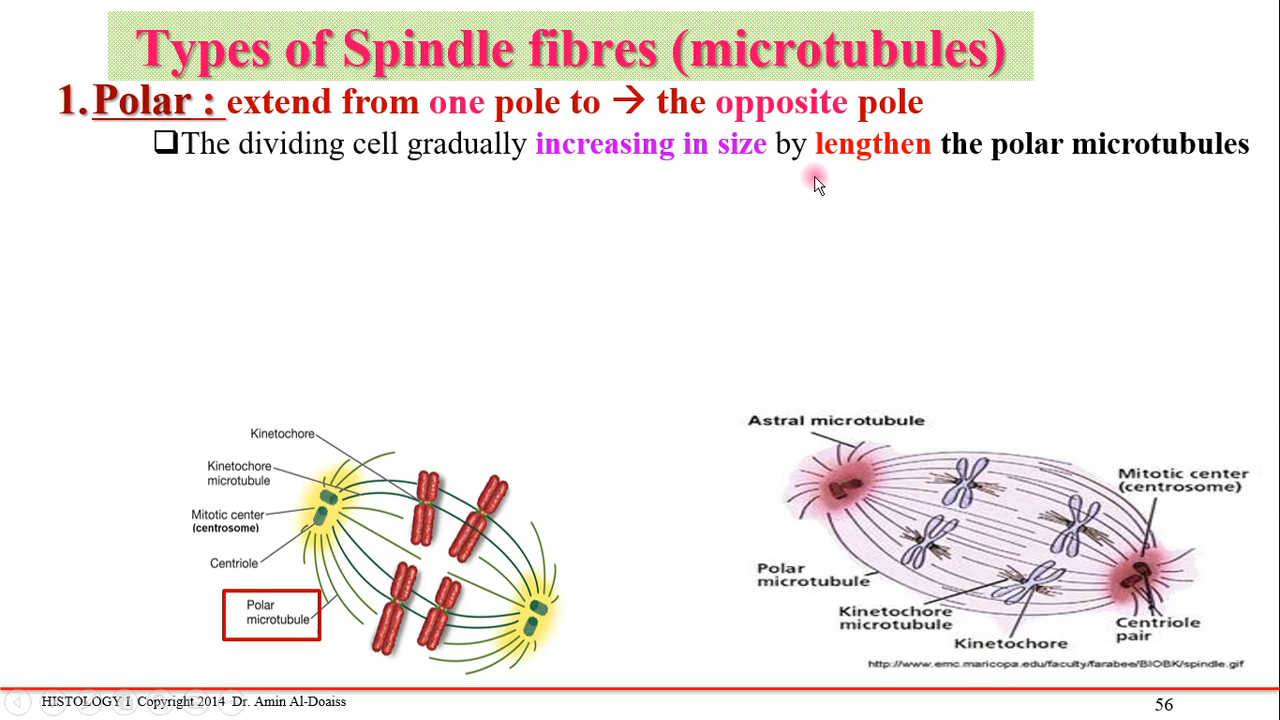 Types of Spindle fibres (microtubules)
1. Polar : extend from one pole to → the opposite pole
❑The dividing cell gradually increasing in size by lengthen the polar microtubules
Kinetochore
Kinetochore
microtubule
Mitotic center
(centrosome)
Centriole
Polar
microtubule
Astral microtubule
Mitotic center
(centrosome)
Polar
microtubule
Kinetochore
microtubule
Kinetochore
Centriole
pair
http://www.emc.maricopa.edu/faculty/farabee/BIOBK/spindle.gif
HISTOLOGY I Copyright 2014 Dr. Amin Al-Doaiss
56